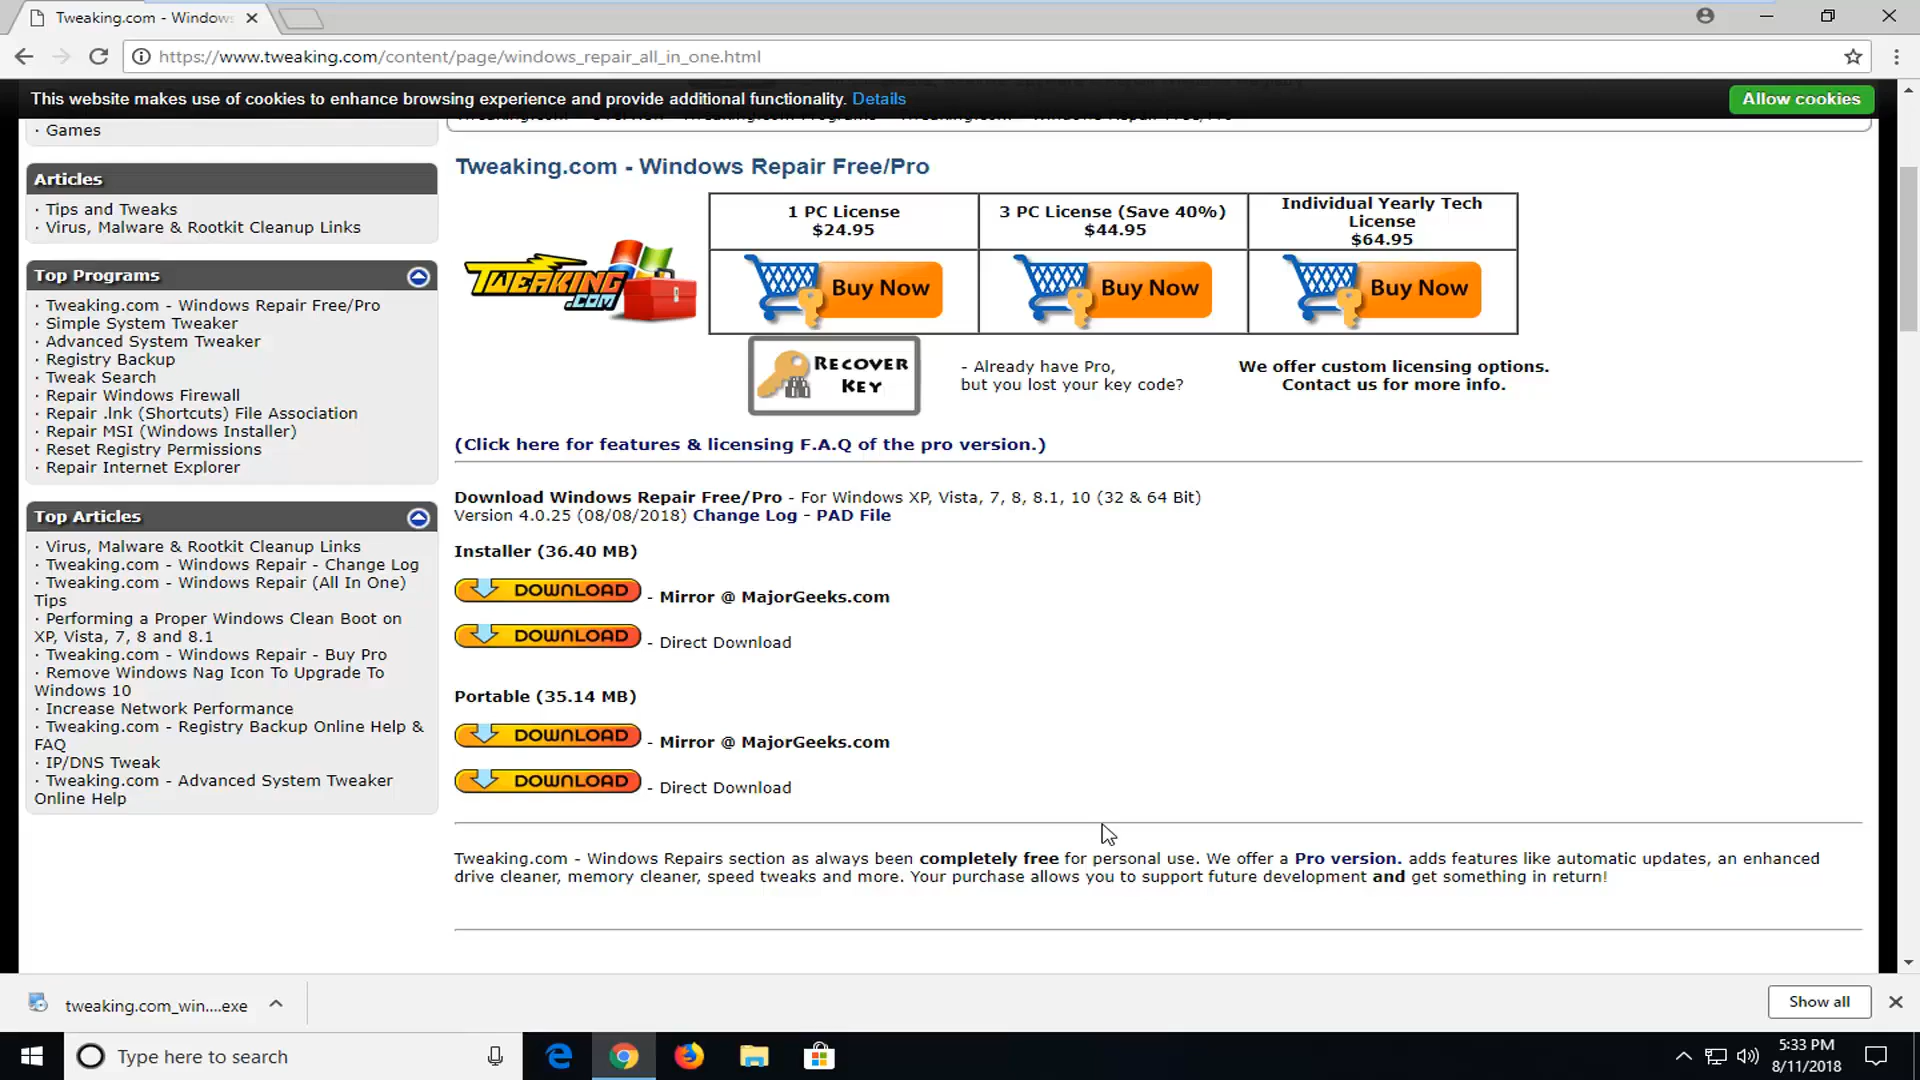 Tweaking.com - Window
https://www.tweaking.com/content/page/windows_repair_all_in_one.html
This website makes use of cookies to enhance browsing experience and provide additional functionality. Details
Allow cookies
· Games
Articles
· Tips and Tweaks
· Virus, Malware & Rootkit Cleanup Links
Top Programs
· Tweaking.com - Windows Repair Free/Pro
· Simple System Tweaker
· Advanced System Tweaker
· Registry Backup
· Tweak Search
· Repair Windows Firewall
· Repair .lnk (Shortcuts) File Association
· Repair MSI (Windows Installer)
· Reset Registry Permissions
· Repair Internet Explorer
Top Articles
· Virus, Malware & Rootkit Cleanup Links
· Tweaking.com - Windows Repair - Change Log
· Tweaking.com - Windows Repair (All In One)
Tips
· Performing a Proper Windows Clean Boot on
XP, Vista, 7, 8 and 8.1
· Tweaking.com - Windows Repair - Buy Pro
· Remove Windows Nag Icon To Upgrade To
Windows 10
· Increase Network Performance
· Tweaking.com - Registry Backup Online Help &
FAQ
· IP/DNS Tweak
· Tweaking.com - Advanced System Tweaker
Online Help
Tweaking.com - Windows Repair Free/Pro
TWEAKING
.COM
1 PC License
$24.95
3 PC License (Save 40%)
$44.95
Individual Yearly Tech
License
$64.95
Buy Now
Buy Now
Buy Now
RECOVER
KEY
- Already have Pro,
but you lost your key code?
We offer custom licensing options.
Contact us for more info.
(Click here for features & licensing F.A.Q of the pro version.)
Download Windows Repair Free/Pro - For Windows XP, Vista, 7, 8, 8.1, 10 (32 & 64 Bit)
Version 4.0.25 (08/08/2018) Change Log - PAD File
Installer (36.40 MB)
DOWNLOAD - Mirror @ MajorGeeks.com
DOWNLOAD - Direct Download
Portable (35.14 MB)
DOWNLOAD - Mirror @ MajorGeeks.com
DOWNLOAD - Direct Download
Tweaking.com - Windows Repairs section as always been completely free for personal use. We offer a Pro version. adds features like automatic updates, an enhanced
drive cleaner, memory cleaner, speed tweaks and more. Your purchase allows you to support future development and get something in return!
tweaking.com_win....exe
Show all
Type here to search
5:33 PM
8/11/2018